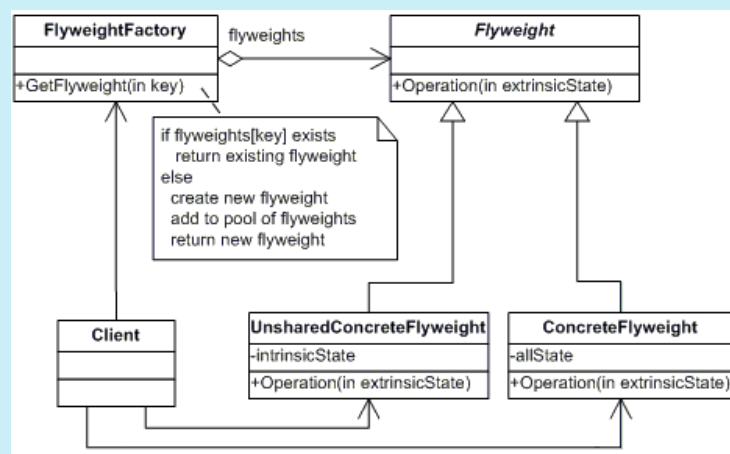 FlyweightFactory
flyweights
Flyweight
+GetFlyweight(in key)
+Operation(in extrinsicState)
if flyweights[key] exists
return existing flyweight
else
create new flyweight
add to pool of flyweights
return new flyweight
Client
UnsharedConcreteFlyweight
-intrinsicState
+Operation(in extrinsicState)
ConcreteFlyweight
-allState
+Operation(in extrinsicState)